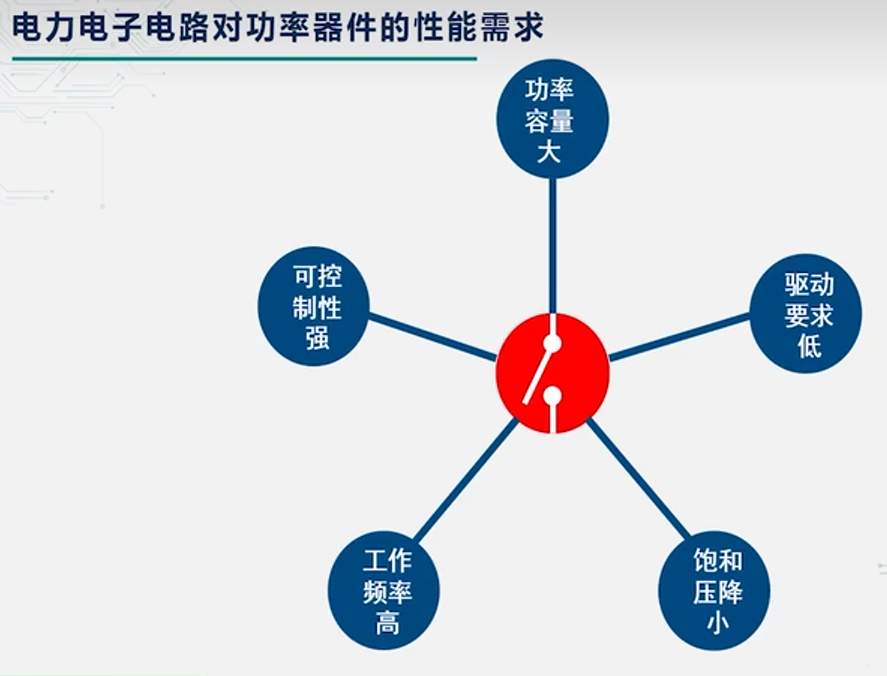 电力电子电路对功率器件的性能需求
功率
容量
大
可控
制性
强
驱动
要求
低
工作
频率
高
饱和
压降
小